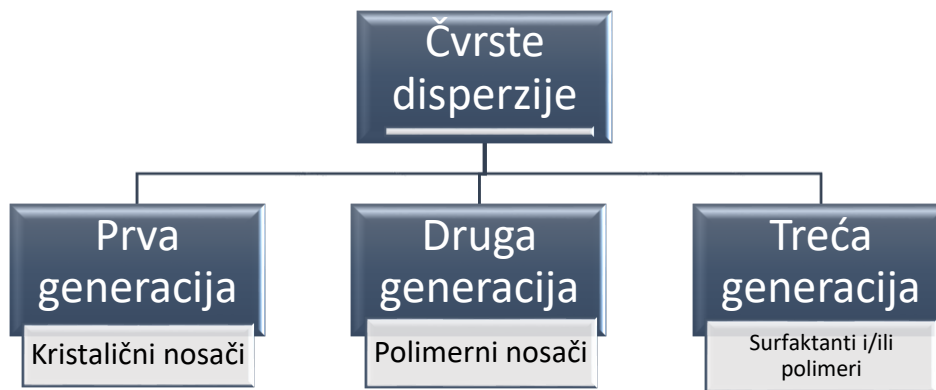 Čvrste
disperzije
Prva
generacija
Kristalični nosači
Druga
generacija
Polimerni nosači
Treća
generacija
Surfaktanti i/ili
polimeri